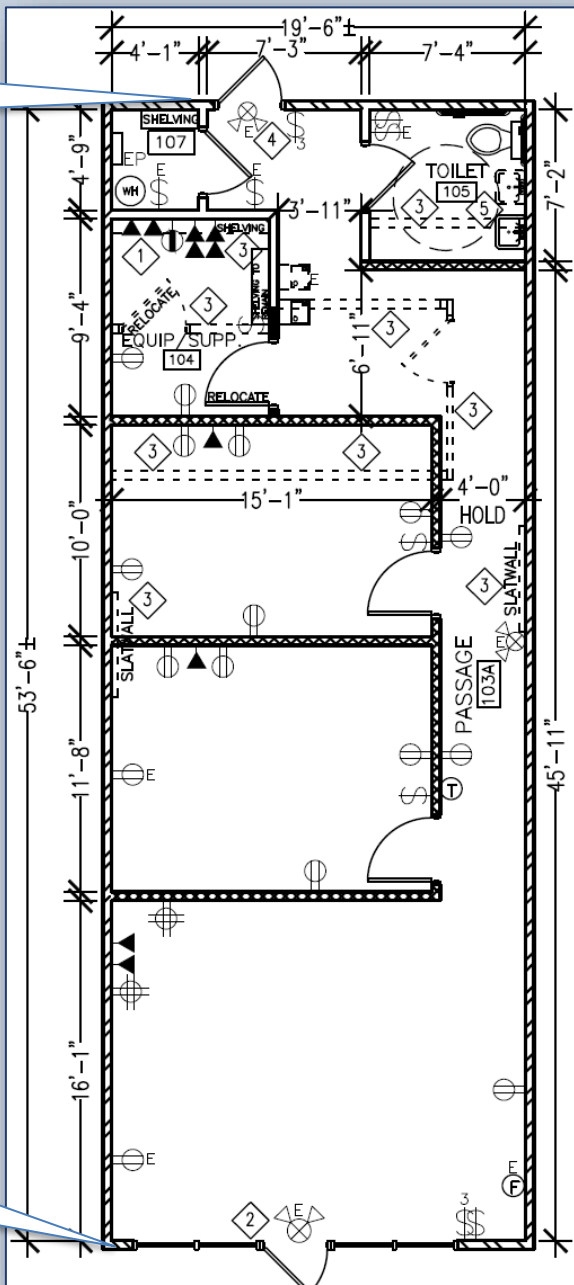 19'-6"±
4'-1"
7'-3"
7'-4"
SHELVING
107
EP
WH
E
4
3
E
TOILET
105
3
5
4'-9"
7'-2"
3'-11"
SHELVING
1
3
E
RELOCATE
3
3
EQUIP. SUPP.
104
9'-4"
6'-11"
RELOCATE
3
3
3
15'-1"
4'-0"
HOLD
10'-0"
3
SLATWALL
3
SLATWALL
E
PASSAGE
103A
53'-6"±
45'-11"
11'-8"
E
T
16'-1"
E
E
F
3
2
E